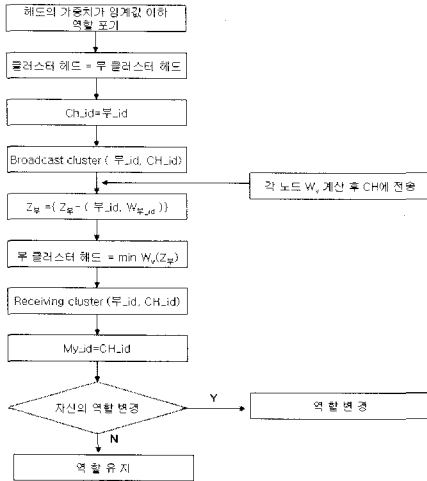 헤드의 가중치가 임계값 이하
역할 포기
클러스터 헤드 = 부 클러스터 헤드
Ch_id=부_id
Broadcast cluster ( 부_id, CH_id)
각 노드 Wᵥ 계산 후 CH에 전송
Z부 ={ Z부- ( 부_id, W부_id )}
부 클러스터 헤드 = min Wᵥ(Z부)
Receiving cluster (부_id, CH_id)
My_id=CH_id
자신의 역할 변경
Y
역할 변경
N
역할 유지